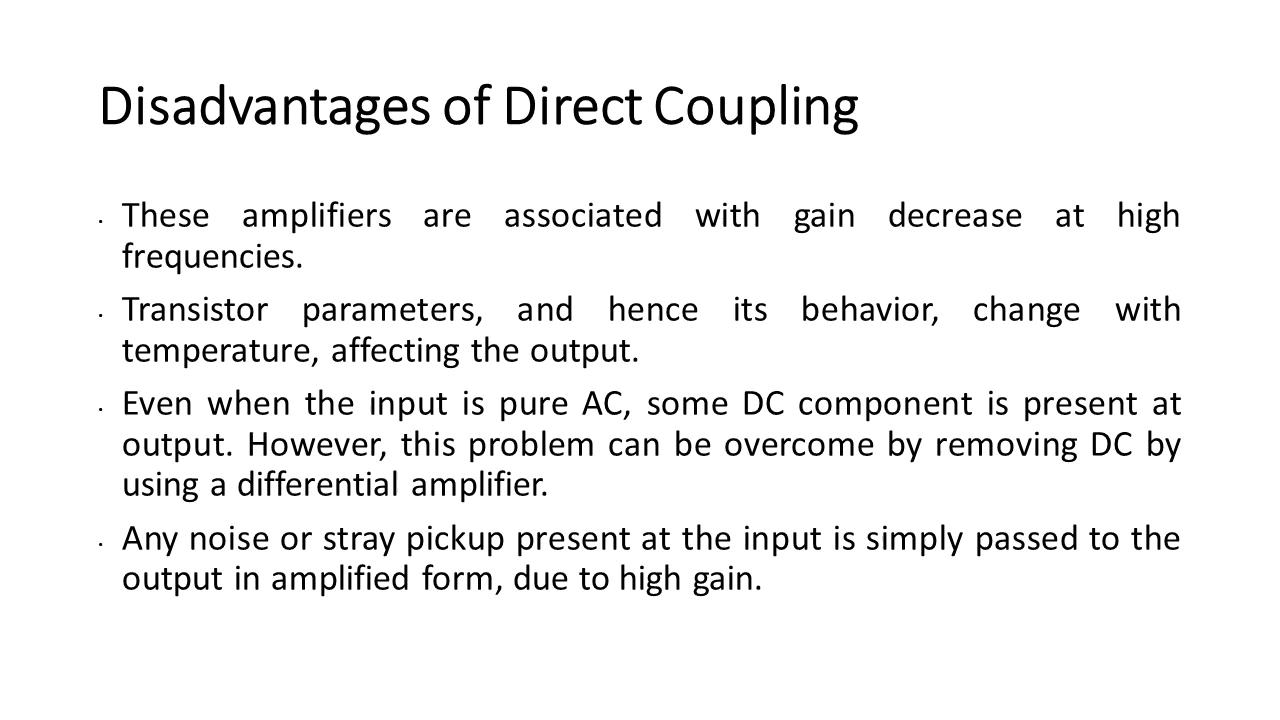 Disadvantages of Direct Coupling
· These amplifiers are associated with gain decrease at high
frequencies.
· Transistor parameters, and hence its behavior, change with
temperature, affecting the output.
· Even when the input is pure AC, some DC component is present at
output. However, this problem can be overcome by removing DC by
using a differential amplifier.
· Any noise or stray pickup present at the input is simply passed to the
output in amplified form, due to high gain.